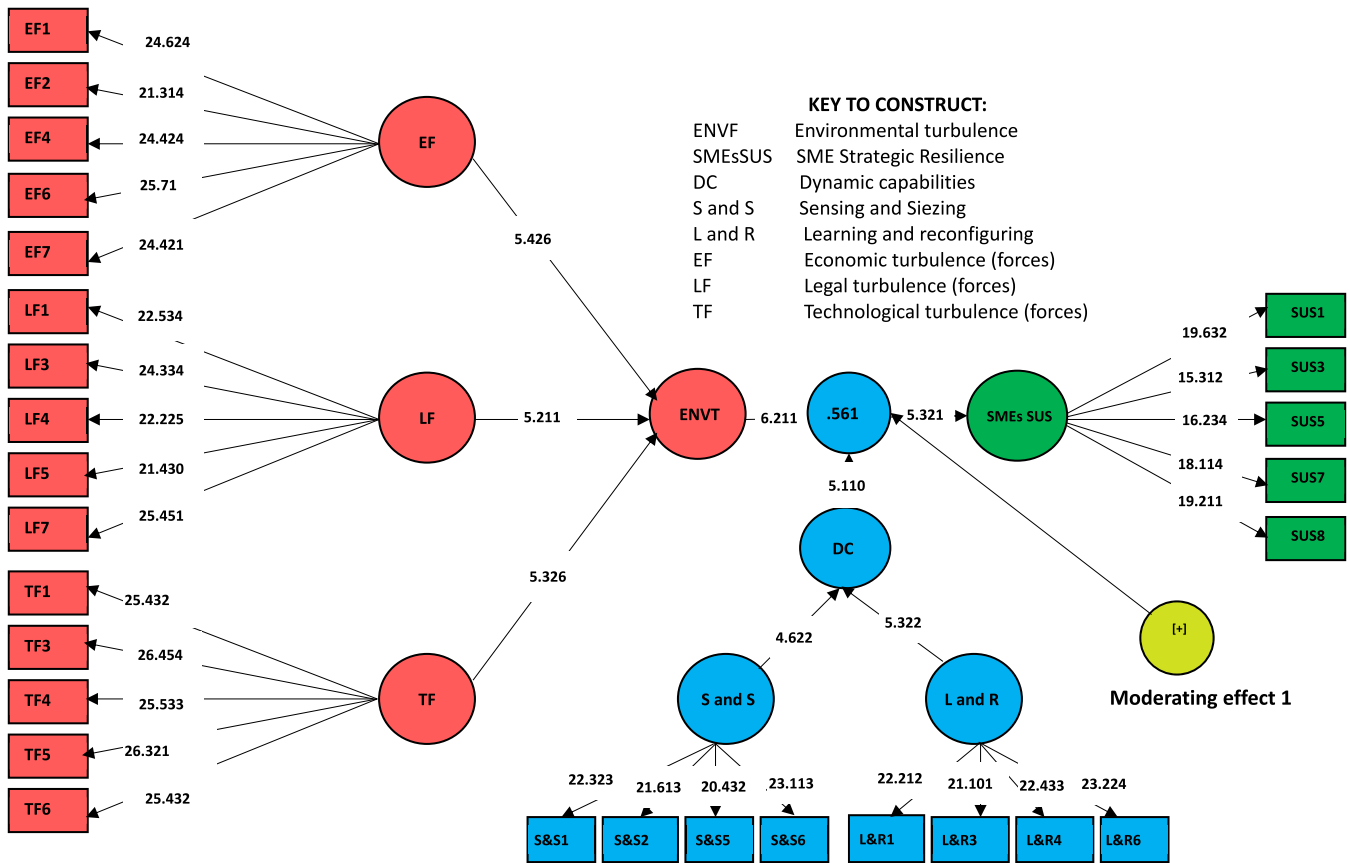 EF1
24.624
EF2
21.314
EF4
24.424
EF6
25.71
EF7
24.421
EF
5.426
KEY TO CONSTRUCT:
ENVF Environmental turbulence
SMEsSUS SME Strategic Resilience
DC Dynamic capabilities
S and S Sensing and Siezing
L and R Learning and reconfiguring
EF Economic turbulence (forces)
LF Legal turbulence (forces)
TF Technological turbulence (forces)
LF1
22.534
LF3
24.334
LF4
22.225
LF5
21.430
LF7
25.451
LF
5.211
ENVT
6.211
.561
5.321
SMEs SUS
19.632
SUS1
15.312
SUS3
16.234
SUS5
18.114
SUS7
19.211
SUS8
5.110
DC
TF1
25.432
TF3
26.454
TF4
25.533
TF5
26.321
TF6
25.432
TF
5.326
4.622
5.322
S and S
L and R
[+]
Moderating effect 1
22.323
21.613
20.432
23.113
22.212
21.101
22.433
23.224
S&S1
S&S2
S&S5
S&S6
L&R1
L&R3
L&R4
L&R6